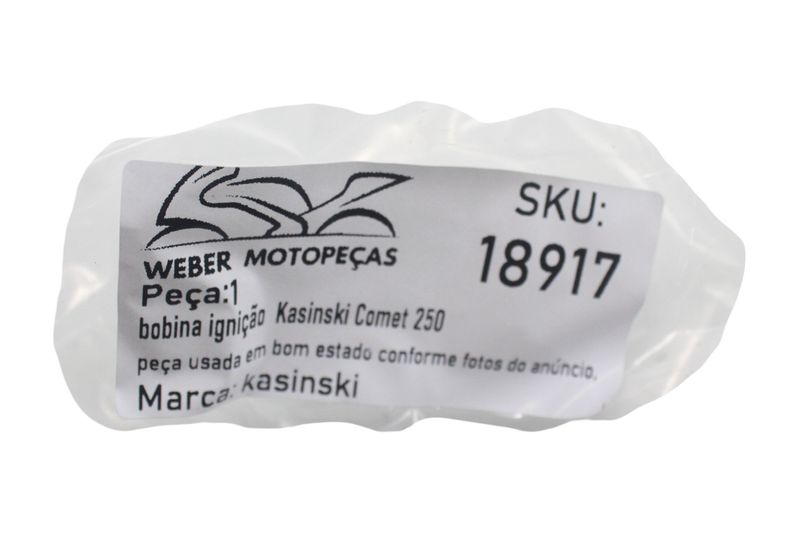 WEBER MOTOPEÇAS
SKU:
18917
Peça:1
bobina ignição Kasinski Comet 250
peça usada em bom estado conforme fotos do anúncio.
Marca: Kasinski